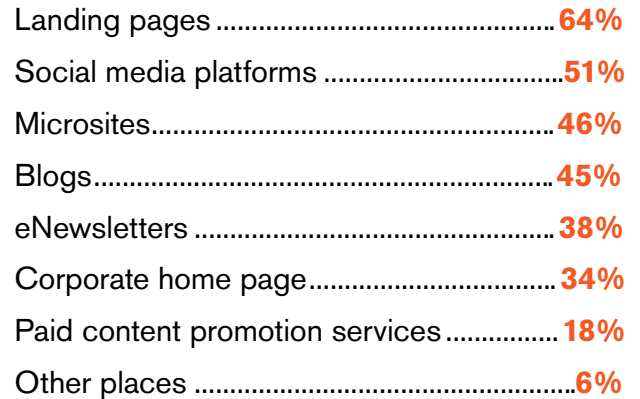 Landing pages ................................................ 64%
Social media platforms .................................. 51%
Microsites......................................................... 46%
Blogs................................................................. 45%
eNewsletters ................................................... 38%
Corporate home page................................... 34%
Paid content promotion services ................ 18%
Other places ...................................................... 6%